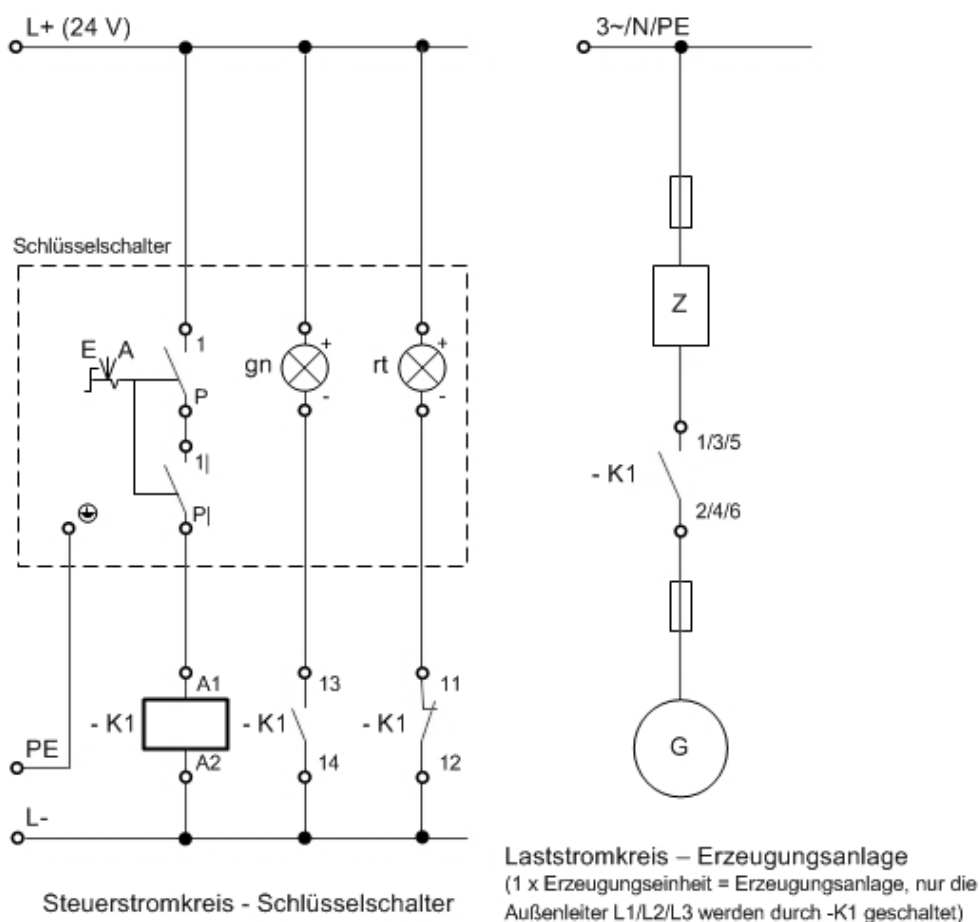 L+ (24 V)
3~/N/PE
Schlüsselschalter
E A
1
P
1|
P|
gn
+
-
rt
+
-
Z
- K1
1/3/5
2/4/6
A1
- K1
A2
13
- K1
14
11
- K1
12
PE
L-
G
Steuerstromkreis - Schlüsselschalter
Laststromkreis – Erzeugungsanlage
(1 x Erzeugungseinheit = Erzeugungsanlage, nur die
Außenleiter L1/L2/L3 werden durch -K1 geschaltet)